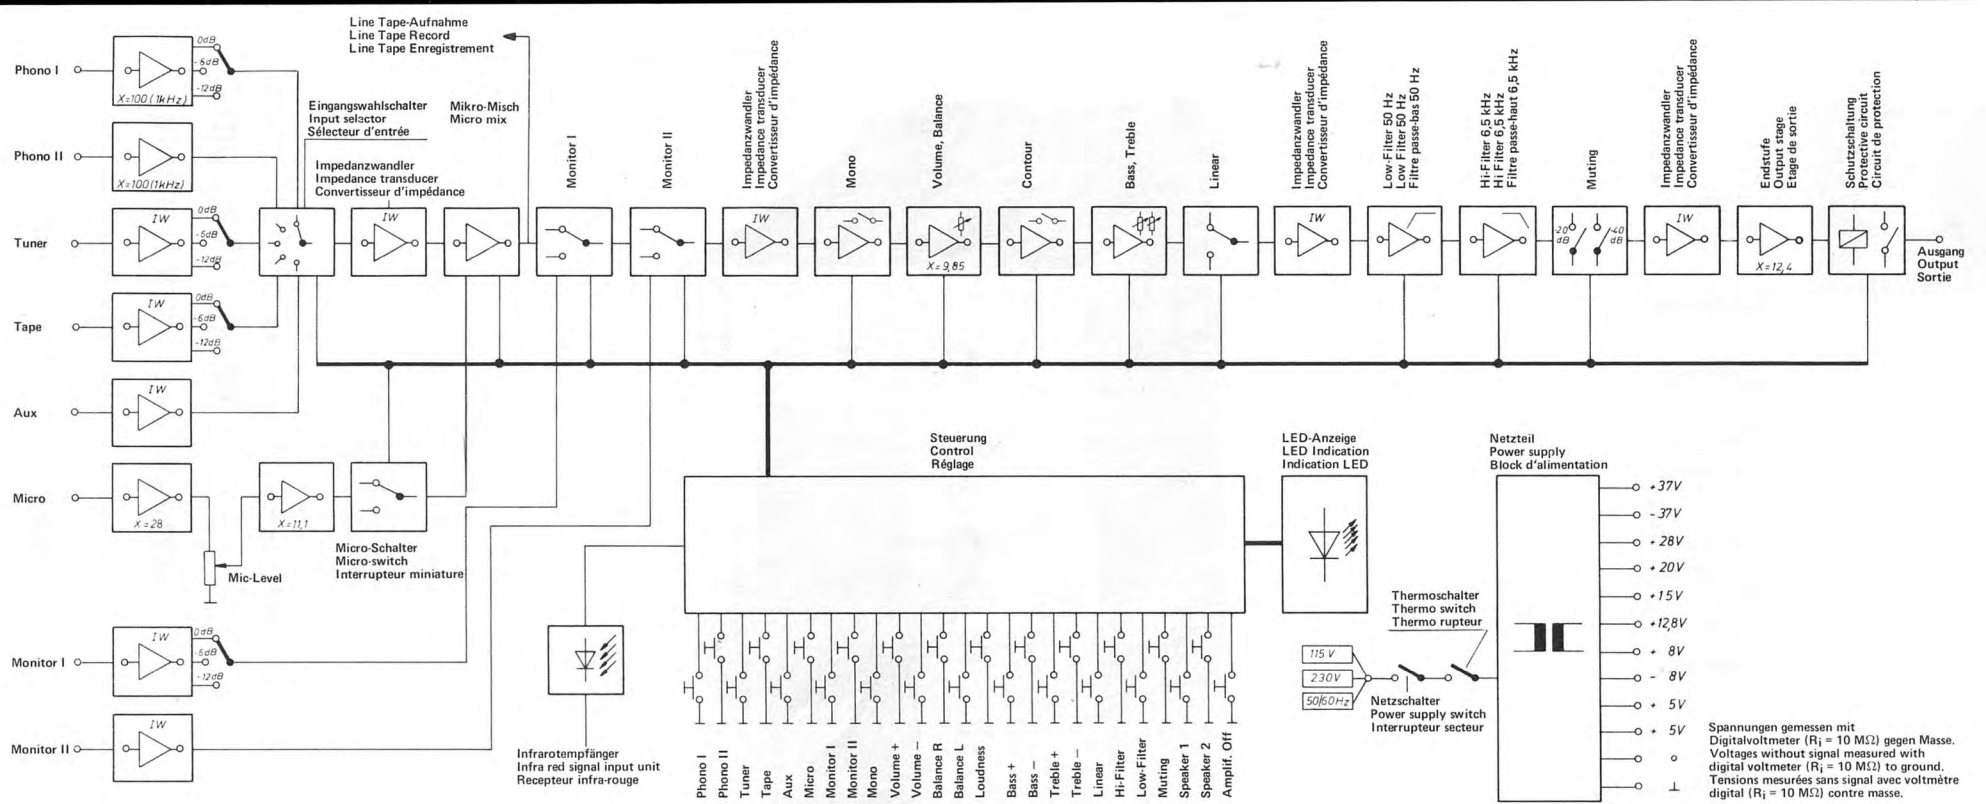 Line Tape-Aufnahme
Line Tape Record
Line Tape Enregistrement
Phono I
X=100(1kHz)
0dB
-6dB
-12dB
Phono II
X=100(1kHz)
Eingangswahlschalter
Input selactor
Sélecteur d'entrée
Impedanzwandler
Impedance transducer
Convertisseur d'impédance
Mikro-Misch
Micro mix
Monitor I
Monitor II
Impedanzwandler
Impedance transducer
Convertisseur d'impédance
Mono
Volume, Balance
Contour
Bass, Treble
Linear
Impedanzwandler
Impedance transducer
Convertisseur d'impédance
Low-Filter 50 Hz
Low Filter 50 Hz
Filtre passe-bas 50 Hz
Hi-Filter 6,5 kHz
Hi Filter 6,5 kHz
Filtre passe-haut 6,5 kHz
Muting
Impedanzwandler
Impedance transducer
Convertisseur d'impédance
Endstufe
Output stage
Etage de sortie
Schutzschaltung
Protective circuit
Circuit de protection
Tuner
IW
0dB
-6dB
-12dB
IW
IW
X=9,85
IW
-20
dB
-40
dB
IW
X=12,4
Ausgang
Output
Sortie
Tape
IW
0dB
-6dB
-12dB
Aux
IW
Micro
X=28
X=11,1
Mic-Level
Micro-Schalter
Micro-switch
Interrupteur miniature
Monitor I
IW
0dB
-6dB
-12dB
Monitor II
IW
Steuerung
Control
Réglage
LED-Anzeige
LED Indication
Indication LED
Netzteil
Power supply
Block d'alimentation
+37V
-37V
+28V
+20V
+15V
+12,8V
+ 8V
- 8V
+ 5V
+ 5V
Thermoschalter
Thermo switch
Thermo rupteur
115 V
230V
50/60Hz
Netzschalter
Power supply switch
Interrupteur secteur
Infrarotempfänger
Infra red signal input unit
Recepteur infra-rouge
Phono I
Phono II
Tuner
Tape
Aux
Micro
Monitor I
Monitor II
Mono
Volume +
Volume −
Balance R
Balance L
Loudness
Bass +
Bass −
Treble +
Treble −
Linear
Hi-Filter
Low-Filter
Muting
Speaker 1
Speaker 2
Amplif. Off
Spannungen gemessen mit
Digitalvoltmeter (Ri = 10 MΩ) gegen Masse.
Voltages without signal measured with
digital voltmeter (Ri = 10 MΩ) to ground.
Tensions mesurées sans signal avec voltmètre
digital (Ri = 10 MΩ) contre masse.